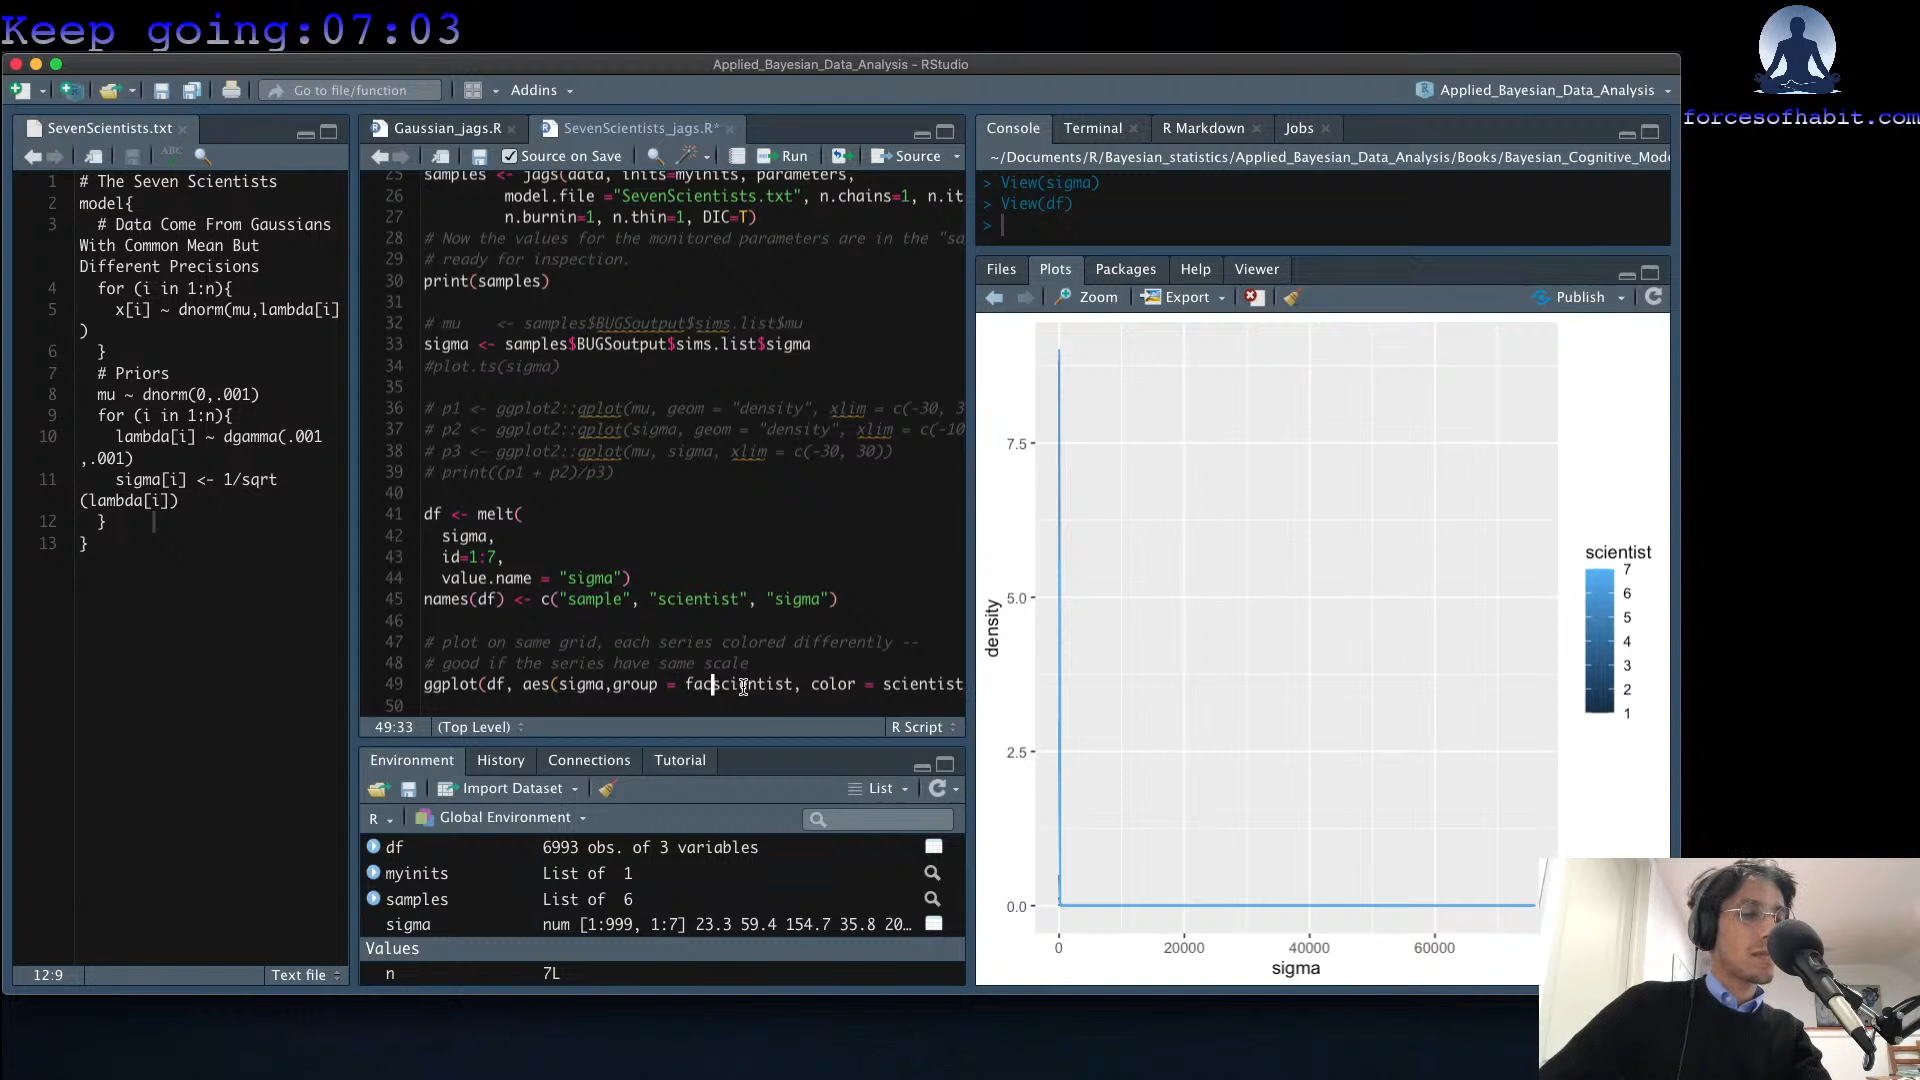 Keep going:07:03
forcesofhabit.com
Applied_Bayesian_Data_Analysis - RStudio
Go to file/function
Addins
Applied_Bayesian_Data_Analysis
SevenScientists.txt
1 # The Seven Scientists
2 model{
3 # Data Come From Gaussians
With Common Mean But
Different Precisions
4 for (i in 1:n){
5 x[i] ~ dnorm(mu,lambda[i]
)
6 }
7 # Priors
8 mu ~ dnorm(0,.001)
9 for (i in 1:n){
10 lambda[i] ~ dgamma(.001
,.001)
11 sigma[i] <- 1/sqrt
(lambda[i])
12 }
13 }
12:9
Text file
Gaussian_jags.R
SevenScientists_jags.R*
Source on Save
Run
Source
25 samples <- jags(data, inits=myinits, parameters,
26 model.file ="SevenScientists.txt", n.chains=1, n.it
27 n.burnin=1, n.thin=1, DIC=T)
28 # Now the values for the monitored parameters are in the "sa
29 # ready for inspection.
30 print(samples)
31
32 # mu <- samples$BUGSoutput$sims.list$mu
33 sigma <- samples$BUGSoutput$sims.list$sigma
34 #plot.ts(sigma)
35
36 # p1 <- ggplot2::qplot(mu, geom = "density", xlim = c(-30, 3
37 # p2 <- ggplot2::qplot(sigma, geom = "density", xlim = c(-10
38 # p3 <- ggplot2::qplot(mu, sigma, xlim = c(-30, 30))
39 # print((p1 + p2)/p3)
40
41 df <- melt(
42 sigma,
43 id=1:7,
44 value.name = "sigma")
45 names(df) <- c("sample", "scientist", "sigma")
46
47 # plot on same grid, each series colored differently --
48 # good if the series have same scale
49 ggplot(df, aes(sigma,group = facscientist, color = scientist
50
49:33
(Top Level)
R Script
Environment
History
Connections
Tutorial
Import Dataset
List
R
Global Environment
df 6993 obs. of 3 variables
myinits List of 1
samples List of 6
sigma num [1:999, 1:7] 23.3 59.4 154.7 35.8 20...
Values
n 7L
Console
Terminal
R Markdown
Jobs
~/Documents/R/Bayesian_statistics/Applied_Bayesian_Data_Analysis/Books/Bayesian_Cognitive_Mode
> View(sigma)
> View(df)
>
Files
Plots
Packages
Help
Viewer
Zoom
Export
Publish
7.5
5.0
2.5
0.0
density
0
20000
40000
60000
sigma
scientist
7
6
5
4
3
2
1